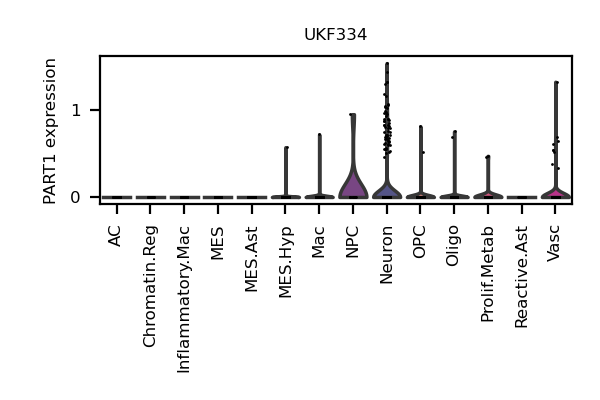 UKF334
PART1 expression
1
0
AC
Chromatin.Reg
Inflammatory.Mac
MES
MES.Ast
MES.Hyp
Mac
NPC
Neuron
OPC
Oligo
Prolif.Metab
Reactive.Ast
Vasc